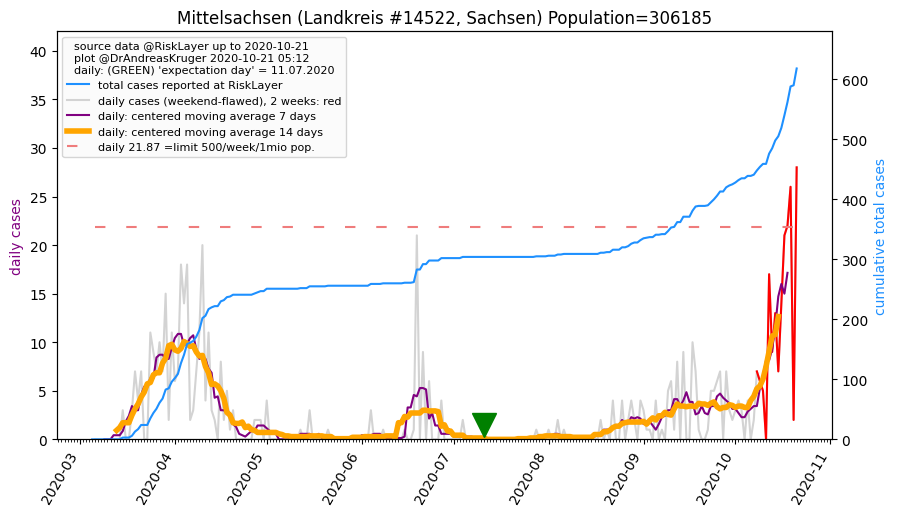 Mittelsachsen (Landkreis #14522, Sachsen) Population=306185
source data @RiskLayer up to 2020-10-21
plot @DrAndreasKruger 2020-10-21 05:12
daily: (GREEN) 'expectation day' = 11.07.2020
total cases reported at RiskLayer
daily cases (weekend-flawed), 2 weeks: red
daily: centered moving average 7 days
daily: centered moving average 14 days
daily 21.87 =limit 500/week/1mio pop.
daily cases
40
35
30
25
20
15
10
5
0
600
500
400
300
200
100
0
cumulative total cases
2020-03
2020-04
2020-05
2020-06
2020-07
2020-08
2020-09
2020-10
2020-11